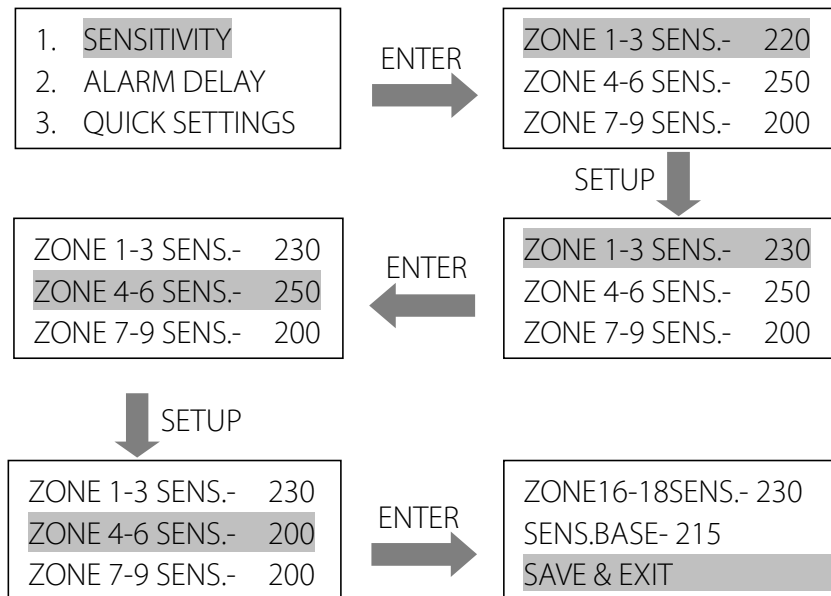 1. SENSITIVITY
2. ALARM DELAY
3. QUICK SETTINGS
ENTER
ZONE 1-3 SENS.- 220
ZONE 4-6 SENS.- 250
ZONE 7-9 SENS.- 200
SETUP
ZONE 1-3 SENS.- 230
ZONE 4-6 SENS.- 250
ZONE 7-9 SENS.- 200
ENTER
ZONE 1-3 SENS.- 230
ZONE 4-6 SENS.- 250
ZONE 7-9 SENS.- 200
SETUP
ZONE 1-3 SENS.- 230
ZONE 4-6 SENS.- 200
ZONE 7-9 SENS.- 200
ENTER
ZONE16-18SENS.- 230
SENS.BASE- 215
SAVE & EXIT